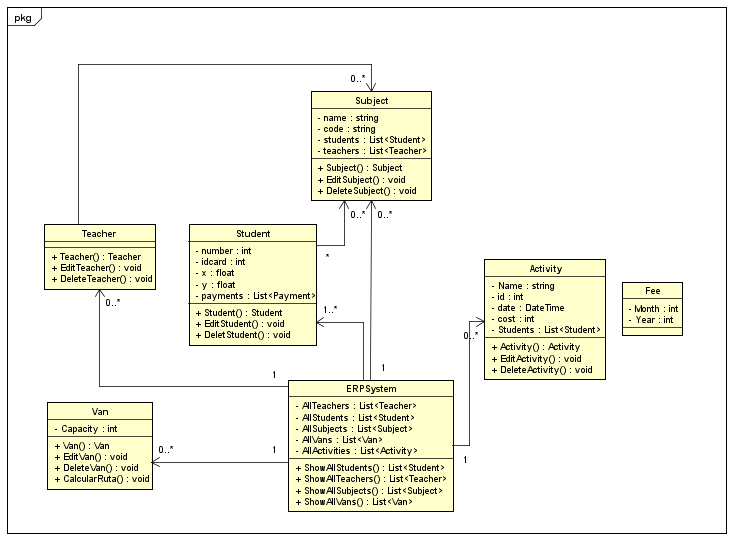 pkg
0..*
Subject
- name : string
- code : string
- students : List<Student>
- teachers : List<Teacher>
+ Subject() : Subject
+ EditSubject() : void
+ DeleteSubject() : void
0..*
0..*
Teacher
+ Teacher() : Teacher
+ EditTeacher() : void
+ DeleteTeacher() : void
0..*
Student
- number : int
- idcard : int
- x : float
- y : float
- payments : List<Payment>
+ Student() : Student
+ EditStudent() : void
+ DeletStudent() : void
*
1..*
Activity
- Name : string
- id : int
- date : DateTime
- cost : int
- Students : List<Student>
+ Activity() : Activity
+ EditActivity() : void
+ DeleteActivity() : void
0..*
Fee
- Month : int
- Year : int
1
1
ERPSystem
- AllTeachers : List<Teacher>
- AllStudents : List<Student>
- AllSubjects : List<Subject>
- AllVans : List<Van>
- AllActivities : List<Activity>
+ ShowAllStudents() : List<Student>
+ ShowAllTeachers() : List<Teacher>
+ ShowAllSubjects() : List<Subject>
+ ShowAllVans() : List<Van>
1
Van
- Capacity : int
+ Van() : Van
+ EditVan() : void
+ DeleteVan() : void
+ CalcularRuta() : void
0..*
1